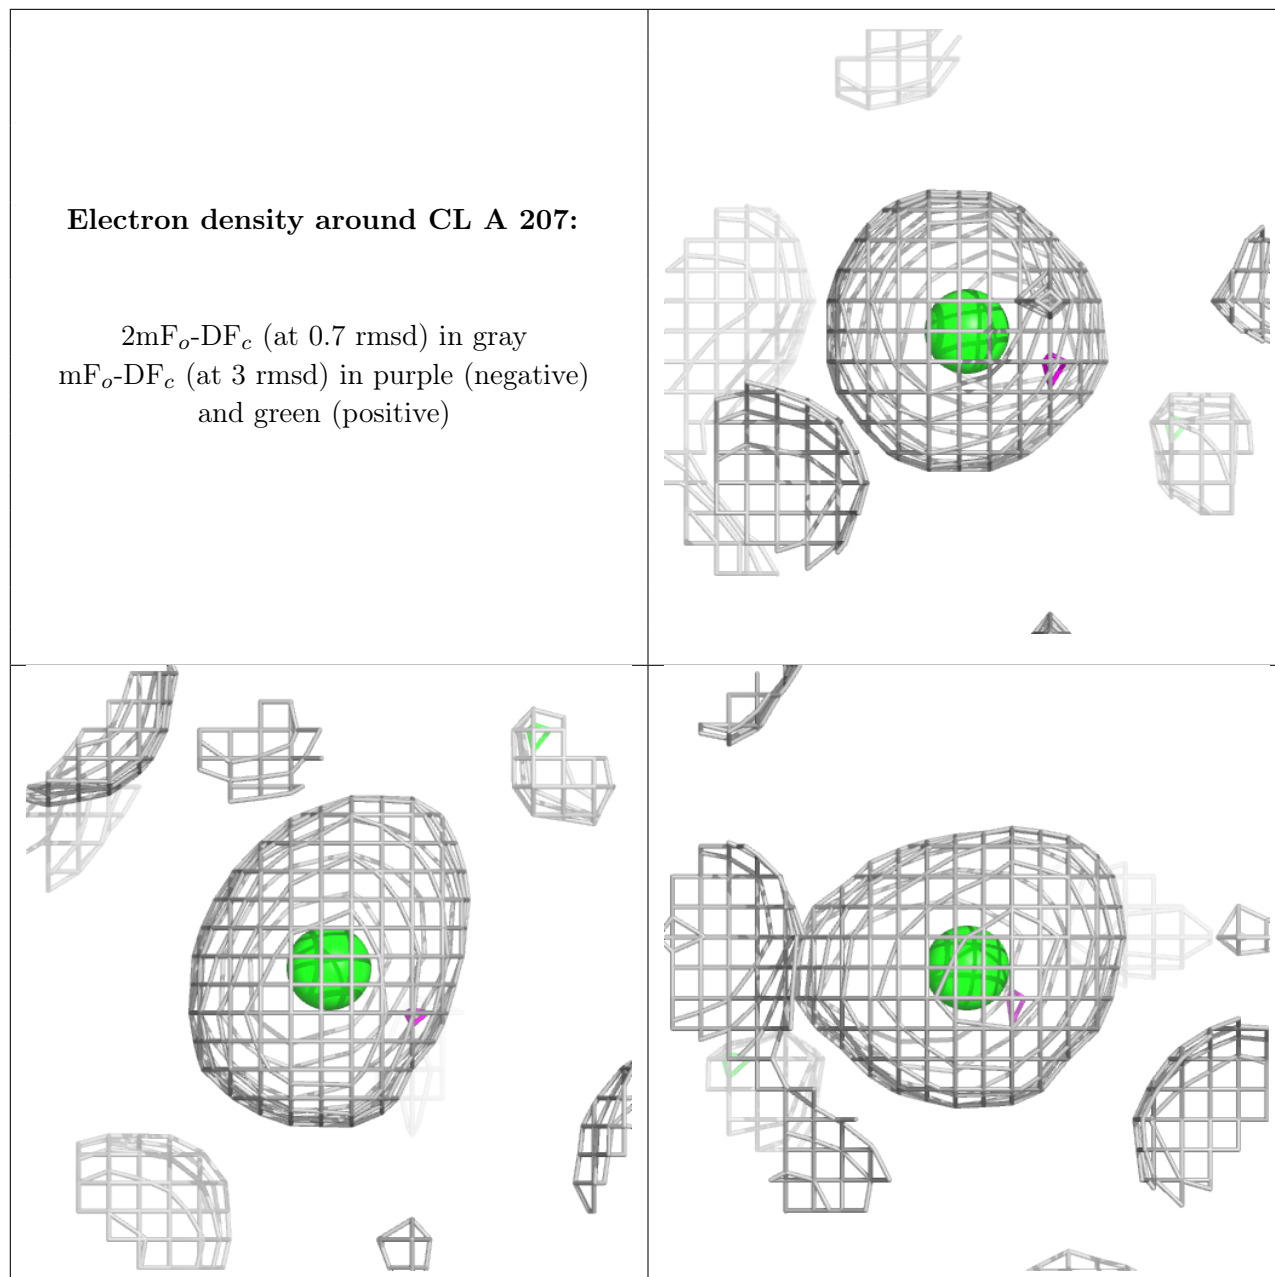 Electron density around CL A 207:
2mFo-DFc (at 0.7 rmsd) in gray
mFo-DFc (at 3 rmsd) in purple (negative)
and green (positive)